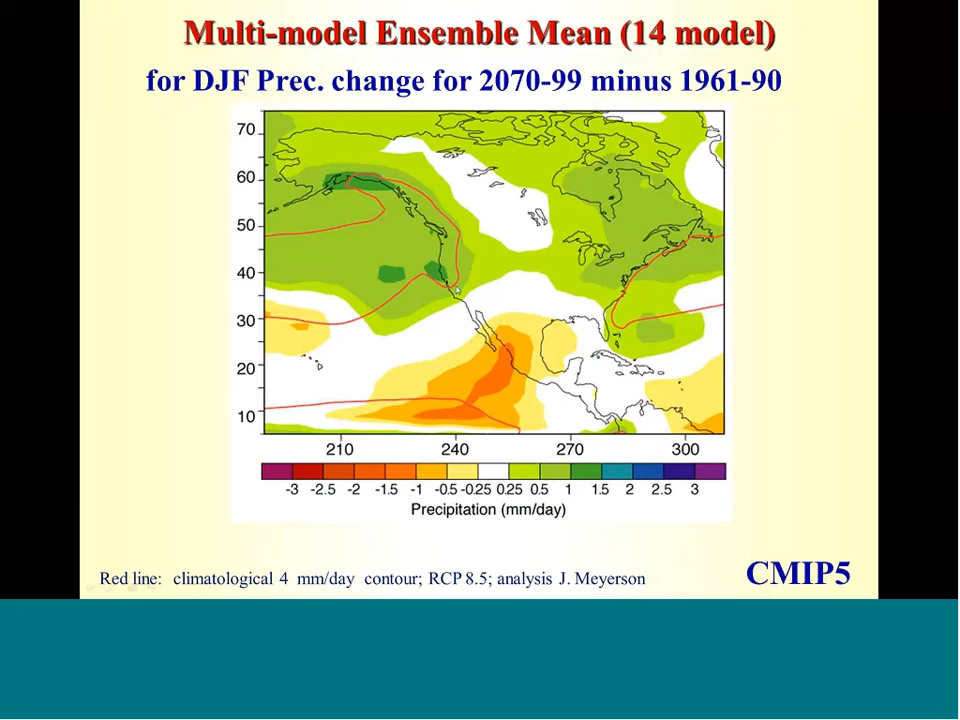 Multi-model Ensemble Mean (14 model)
for DJF Prec. change for 2070-99 minus 1961-90
70
60
50
40
30
20
10
210 240 270 300
-3 -2.5 -2 -1.5 -1 -0.5 -0.25 0.25 0.5 1 1.5 2 2.5 3
Precipitation (mm/day)
Red line: climatological 4 mm/day contour; RCP 8.5; analysis J. Meyerson
CMIP5